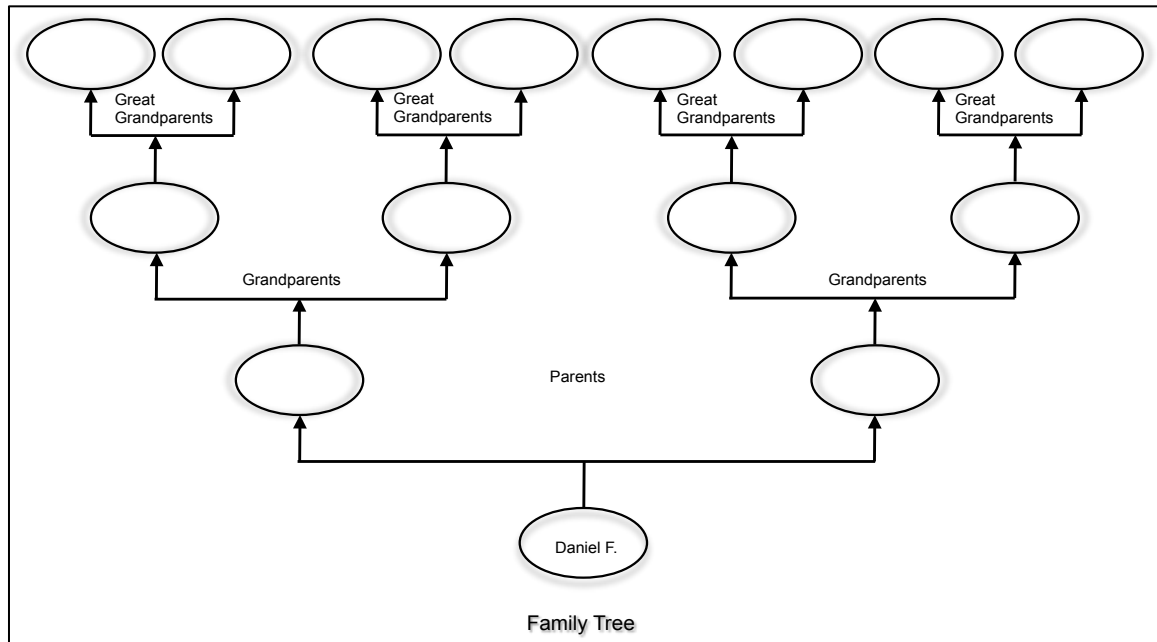 Great
Grandparents
Great
Grandparents
Great
Grandparents
Great
Grandparents
Grandparents
Grandparents
Parents
Daniel F.
Family Tree